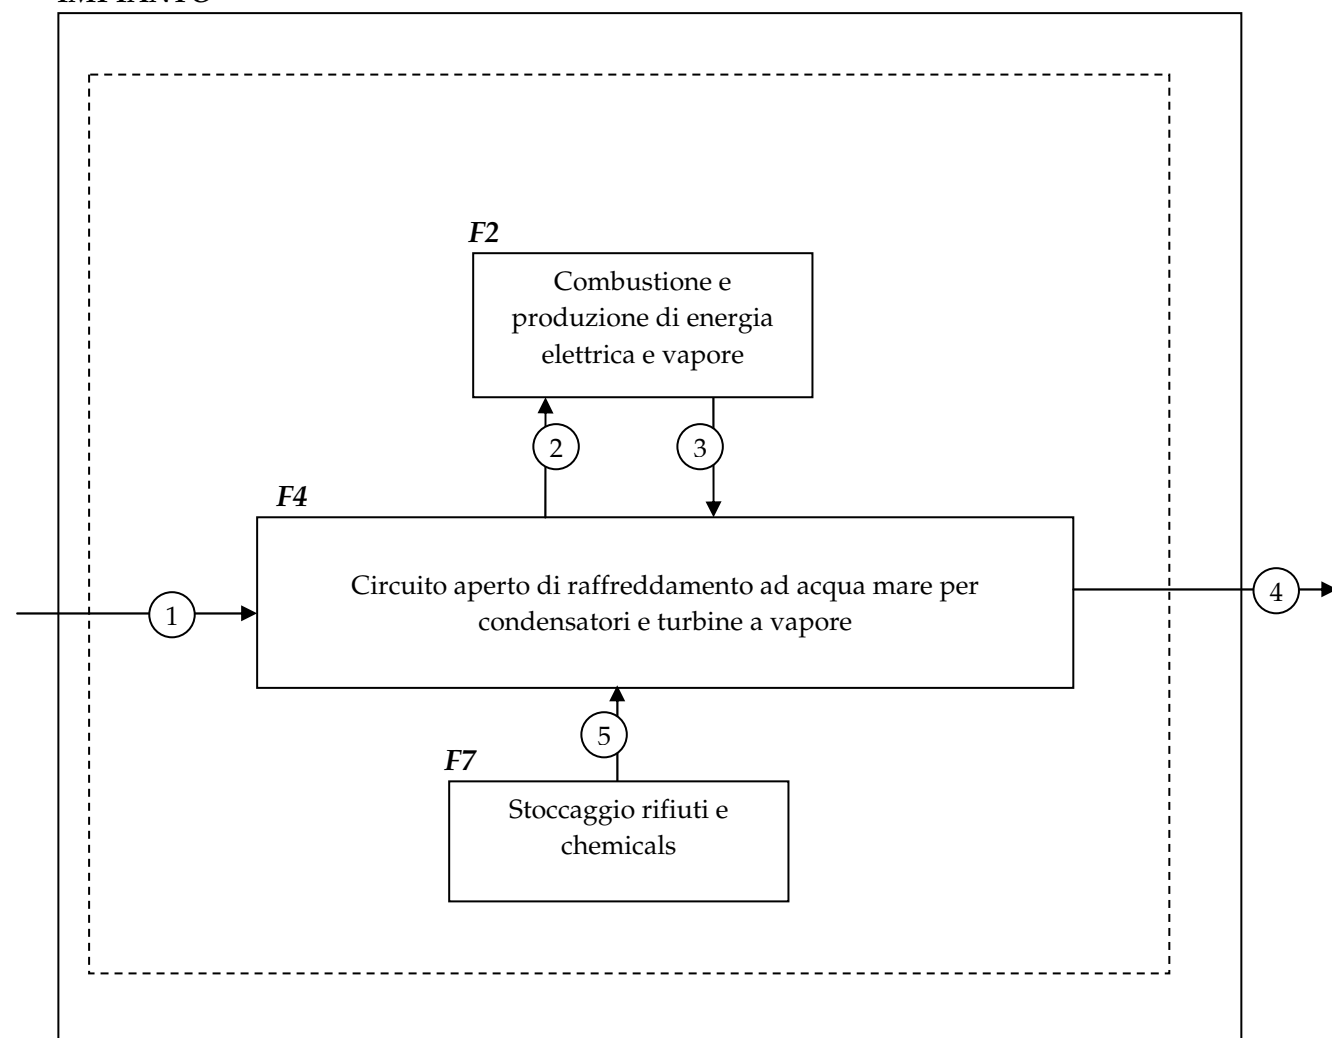 IMPIANTO
F2
Combustione e
produzione di energia
elettrica e vapore
2
3
F4
Circuito aperto di raffreddamento ad acqua mare per
condensatori e turbine a vapore
1
4
5
F7
Stoccaggio rifiuti e
chemicals